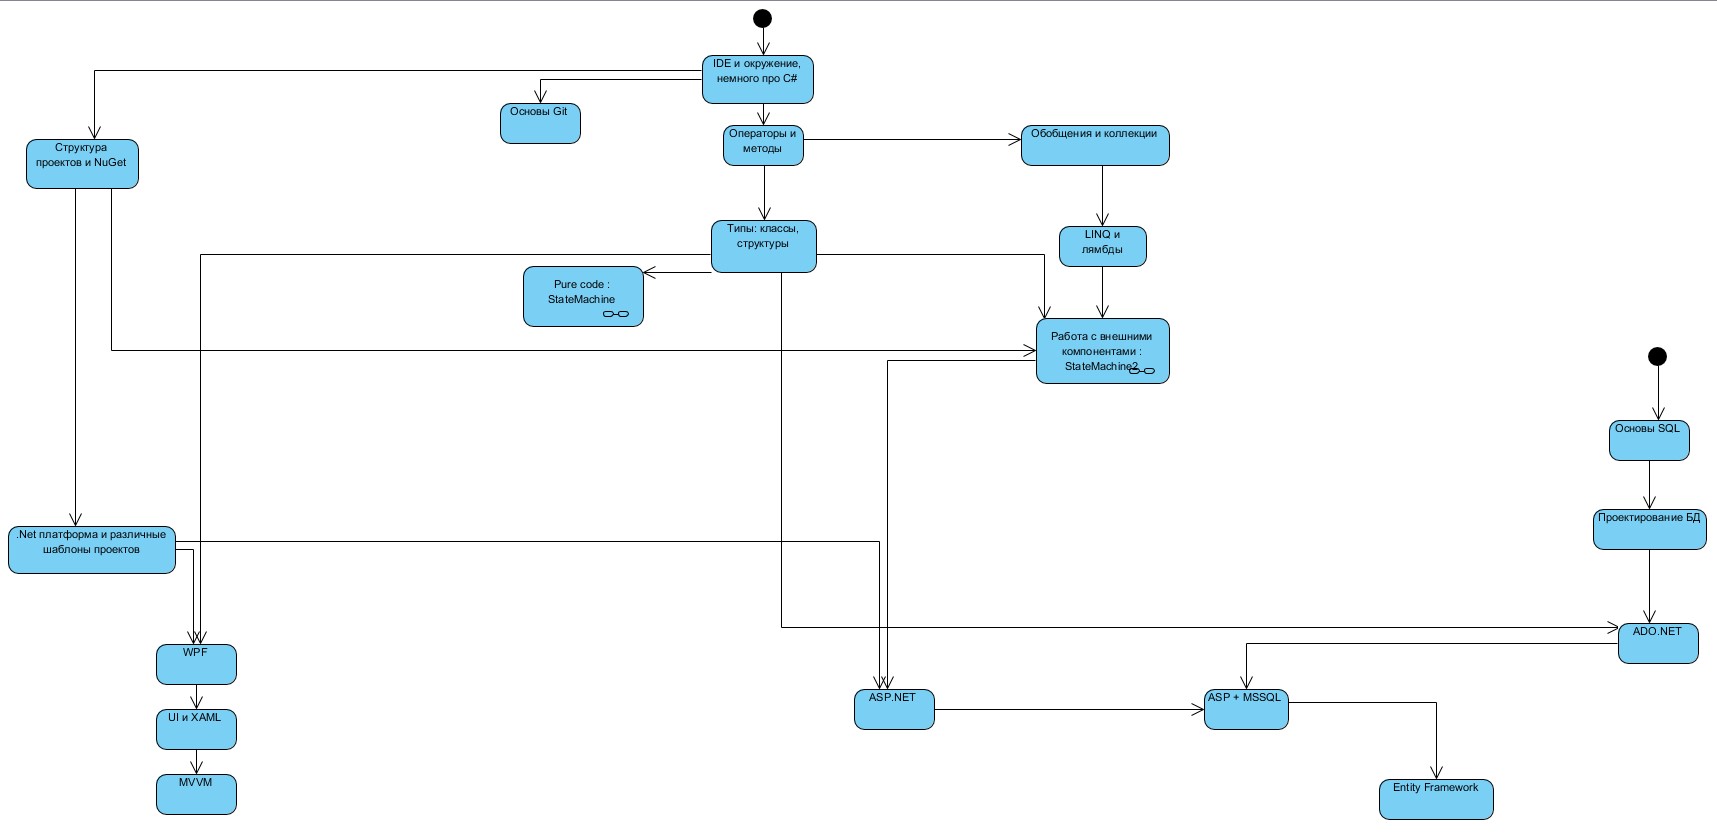 IDE и окружение,
немного про C#
Основы Git
Операторы и
методы
Обобщения и коллекции
Структура
проектов и NuGet
Типы: классы,
структуры
LINQ и
лямбды
Pure code :
StateMachine
Работа с внешними
компонентами :
StateMachine2
Основы SQL
Проектирование БД
.Net платформа и различные
шаблоны проектов
ADO.NET
WPF
ASP.NET
ASP + MSSQL
UI и XAML
MVVM
Entity Framework